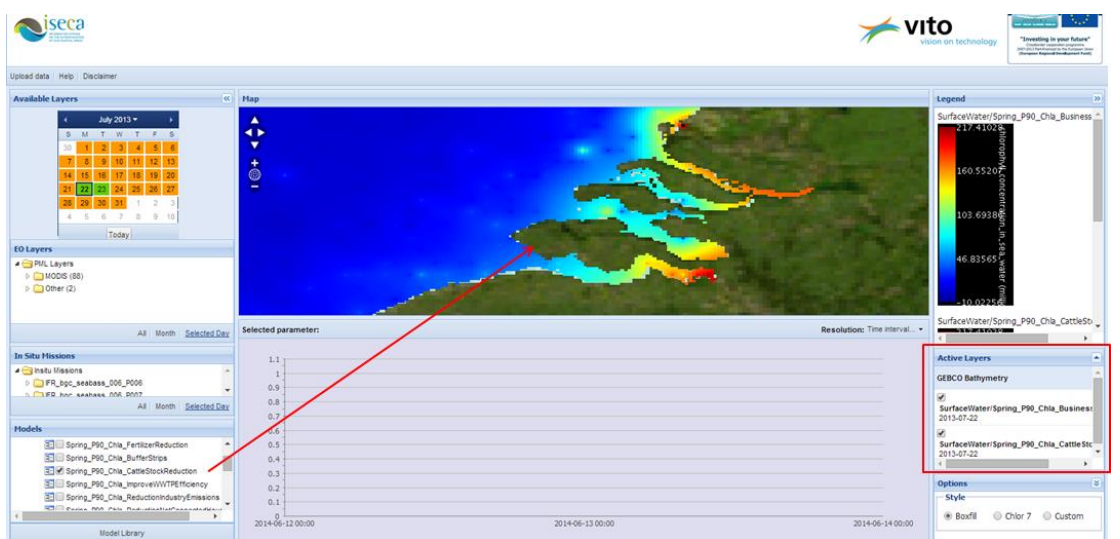 iseca
vito
vision on technology
"Investing in your future"
Upload data Help Disclaimer
Available Layers
July 2013
S M T W T F S
30 1 2 3 4 5 6
7 8 9 10 11 12 13
14 15 16 17 18 19 20
21 22 23 24 25 26 27
28 29 30 31 1 2 3
4 5 6 7 8 9 10
Today
EO Layers
PML Layers
MODIS (88)
Other (2)
All Month Selected Day
In Situ Missions
Insitu Missions
IFR_bgc_seabass_006_P006
IFR_bgc_seabass_006_P007
All Month Selected Day
Models
Spring_P90_Chla_FertilizerReduction
Spring_P90_Chla_BufferStrips
Spring_P90_Chla_CattleStockReduction
Spring_P90_Chla_ImproveWWTPEfficiency
Spring_P90_Chla_ReductionIndustryEmissions
Model Library
Map
Selected parameter:
Resolution: Time interval...
1.1
1
0.9
0.8
0.7
0.6
0.5
0.4
0.3
0.2
0.1
0
2014-06-12 00:00
2014-06-13 00:00
2014-06-14 00:00
Legend
SurfaceWater/Spring_P90_Chla_Business
217.41028
160.5520
103.6938
46.83565
-10.02256
chlorophyll_concentration_in_sea_water
SurfaceWater/Spring_P90_Chla_CattleSto
Active Layers
GEBCO Bathymetry
SurfaceWater/Spring_P90_Chla_Business
2013-07-22
SurfaceWater/Spring_P90_Chla_CattleSto
2013-07-22
Options
Style
Boxfill Chlor 7 Custom